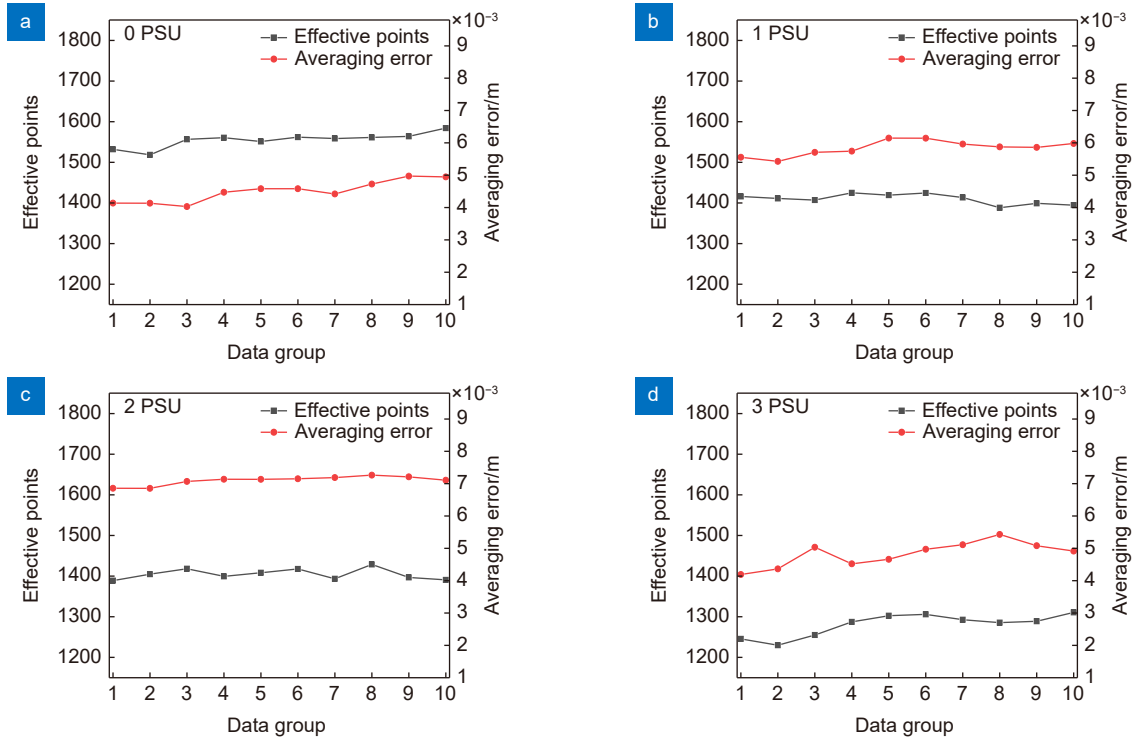 a
0 PSU
Effective points
Averaging error
×10⁻³
1800
1700
1600
1500
1400
1300
1200
Effective points
9
8
7
6
5
4
3
2
1
Averaging error/m
1 2 3 4 5 6 7 8 9 10
Data group
b
1 PSU
Effective points
Averaging error
×10⁻³
1800
1700
1600
1500
1400
1300
1200
Effective points
9
8
7
6
5
4
3
2
1
Averaging error/m
1 2 3 4 5 6 7 8 9 10
Data group
c
2 PSU
Effective points
Averaging error
×10⁻³
1800
1700
1600
1500
1400
1300
1200
Effective points
9
8
7
6
5
4
3
2
1
Averaging error/m
1 2 3 4 5 6 7 8 9 10
Data group
d
3 PSU
Effective points
Averaging error
×10⁻³
1800
1700
1600
1500
1400
1300
1200
Effective points
9
8
7
6
5
4
3
2
1
Averaging error/m
1 2 3 4 5 6 7 8 9 10
Data group